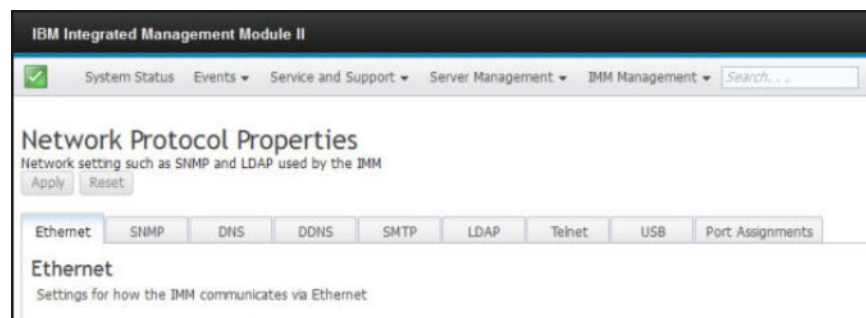 IBM Integrated Management Module II
System Status Events Service and Support Server Management IMM Management Search...
Network Protocol Properties
Network setting such as SNMP and LDAP used by the IMM
Apply Reset
Ethernet SNMP DNS DDNS SMTP LDAP Telnet USB Port Assignments
Ethernet
Settings for how the IMM communicates via Ethernet